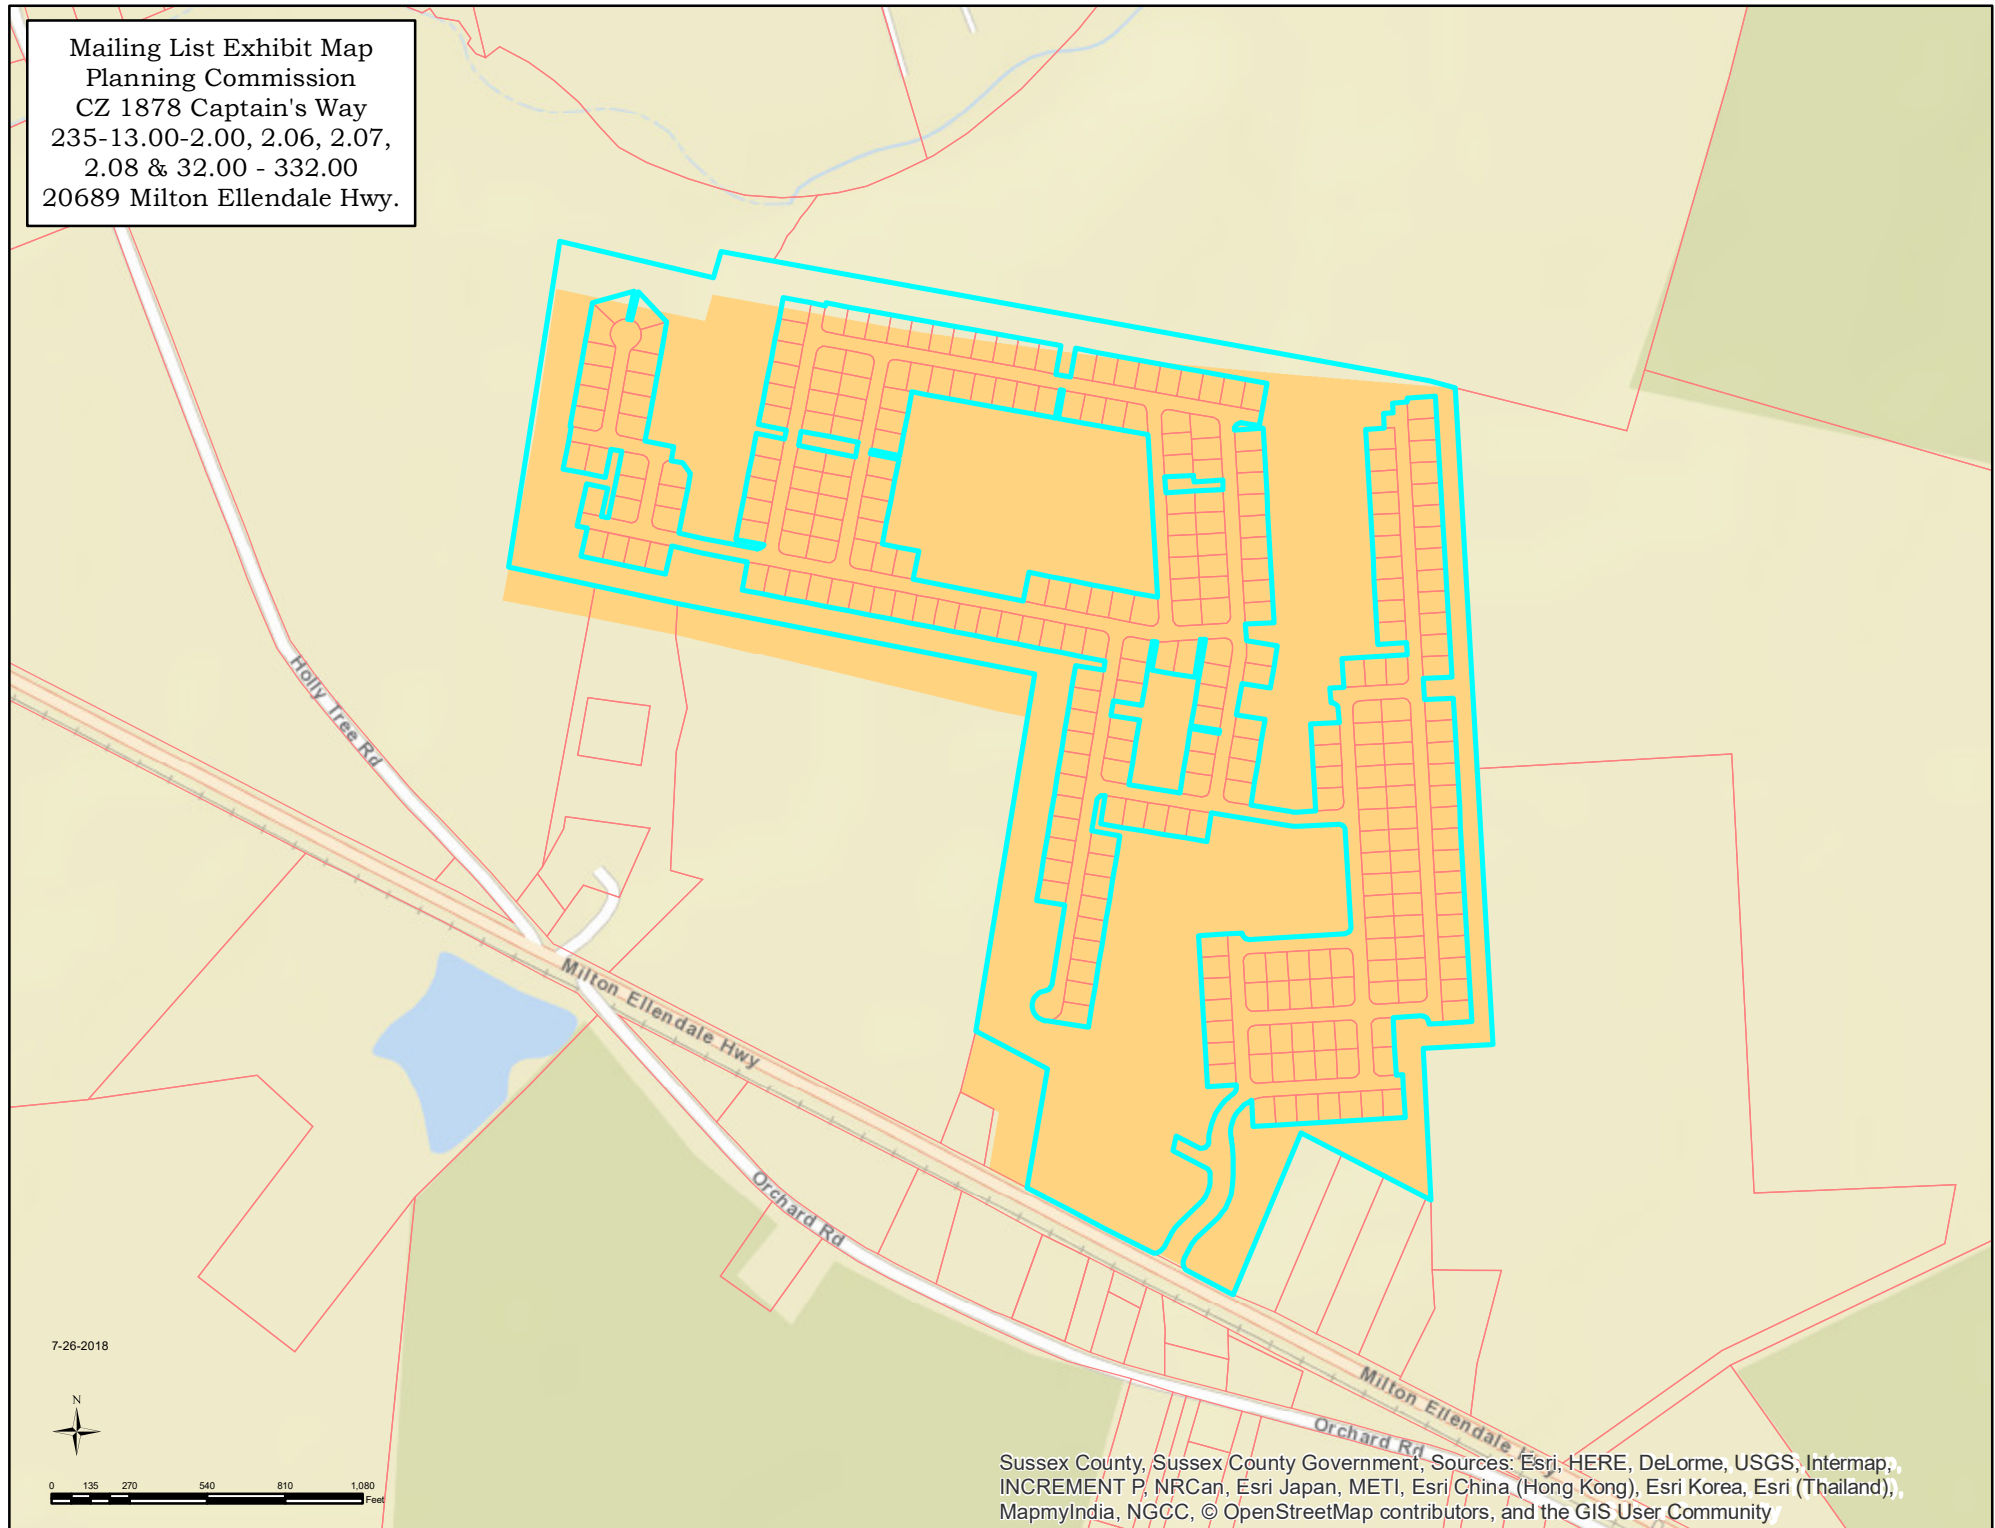 Mailing List Exhibit Map
Planning Commission
CZ 1878 Captain's Way
235-13.00-2.00, 2.06, 2.07,
2.08 & 32.00 - 332.00
20689 Milton Ellendale Hwy.
Holly Tree Rd
Milton Ellendale Hwy
Orchard Rd
7-26-2018
N
0 135 270 540 810 1,080
Feet
Milton Ellendale Hwy
Orchard Rd
Sussex County, Sussex County Government, Sources: Esri, HERE, DeLorme, USGS, Intermap,
INCREMENT P, NRCan, Esri Japan, METI, Esri China (Hong Kong), Esri Korea, Esri (Thailand),
MapmyIndia, NGCC, © OpenStreetMap contributors, and the GIS User Community